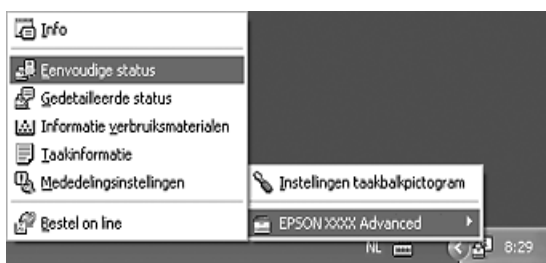 Info
Eenvoudige status
Gedetailleerde status
Informatie verbruiksmaterialen
Taakinformatie
Mededelingsinstellingen
Bestel on line
Instellingen taakbalkpictogram
EPSON XXXX Advanced
NL
8:29